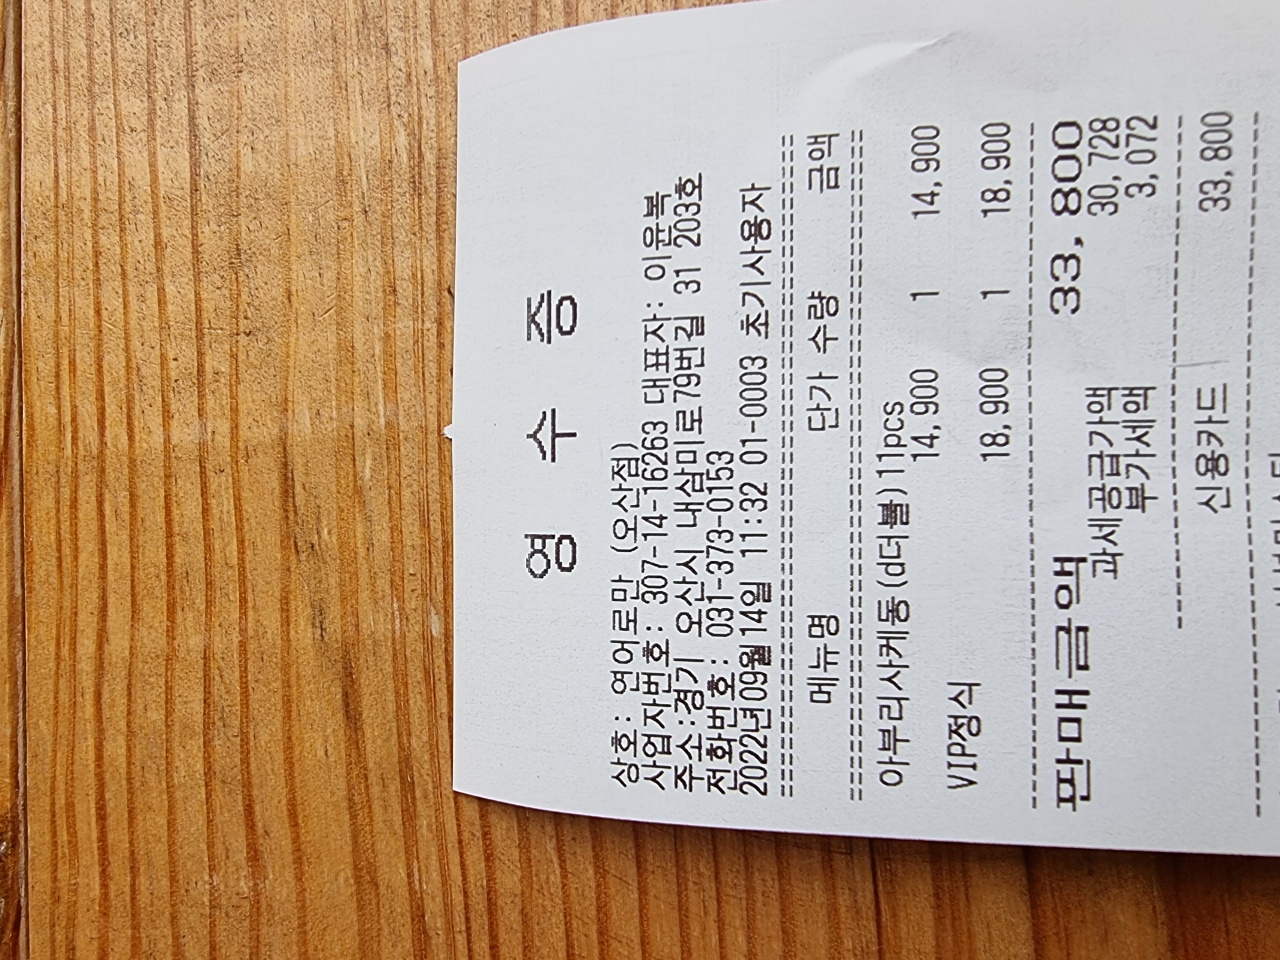 영 수 증
상호: 연어로만 (오산점)
사업자번호: 307-14-16263 대표자: 이윤복
주소:경기 오산시 내삼미로79번길 31 203호
전화번호: 031-373-0153
2022년09월14일 11:32 01-0003 초기사용자
메뉴명 단가 수량 금액
아부리사케동(d더블)11pcs
14,900 1 14,900
VIP정식
18,900 1 18,900
판매금액 33,800
과세공급가액 30,728
부가세액 3,072
신용카드 33,800